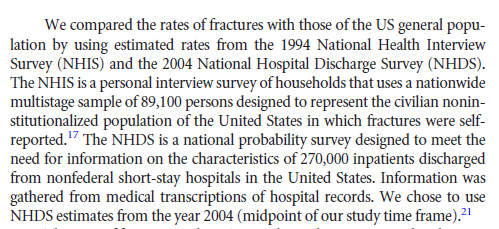 We compared the rates of fractures with those of the US general popu-
lation by using estimated rates from the 1994 National Health Interview
Survey (NHIS) and the 2004 National Hospital Discharge Survey (NHDS).
The NHIS is a personal interview survey of households that uses a nationwide
multistage sample of 89,100 persons designed to represent the civilian nonin-
stitutionalized population of the United States in which fractures were self-
reported.17 The NHDS is a national probability survey designed to meet the
need for information on the characteristics of 270,000 inpatients discharged
from nonfederal short-stay hospitals in the United States. Information was
gathered from medical transcriptions of hospital records. We chose to use
NHDS estimates from the year 2004 (midpoint of our study time frame).21